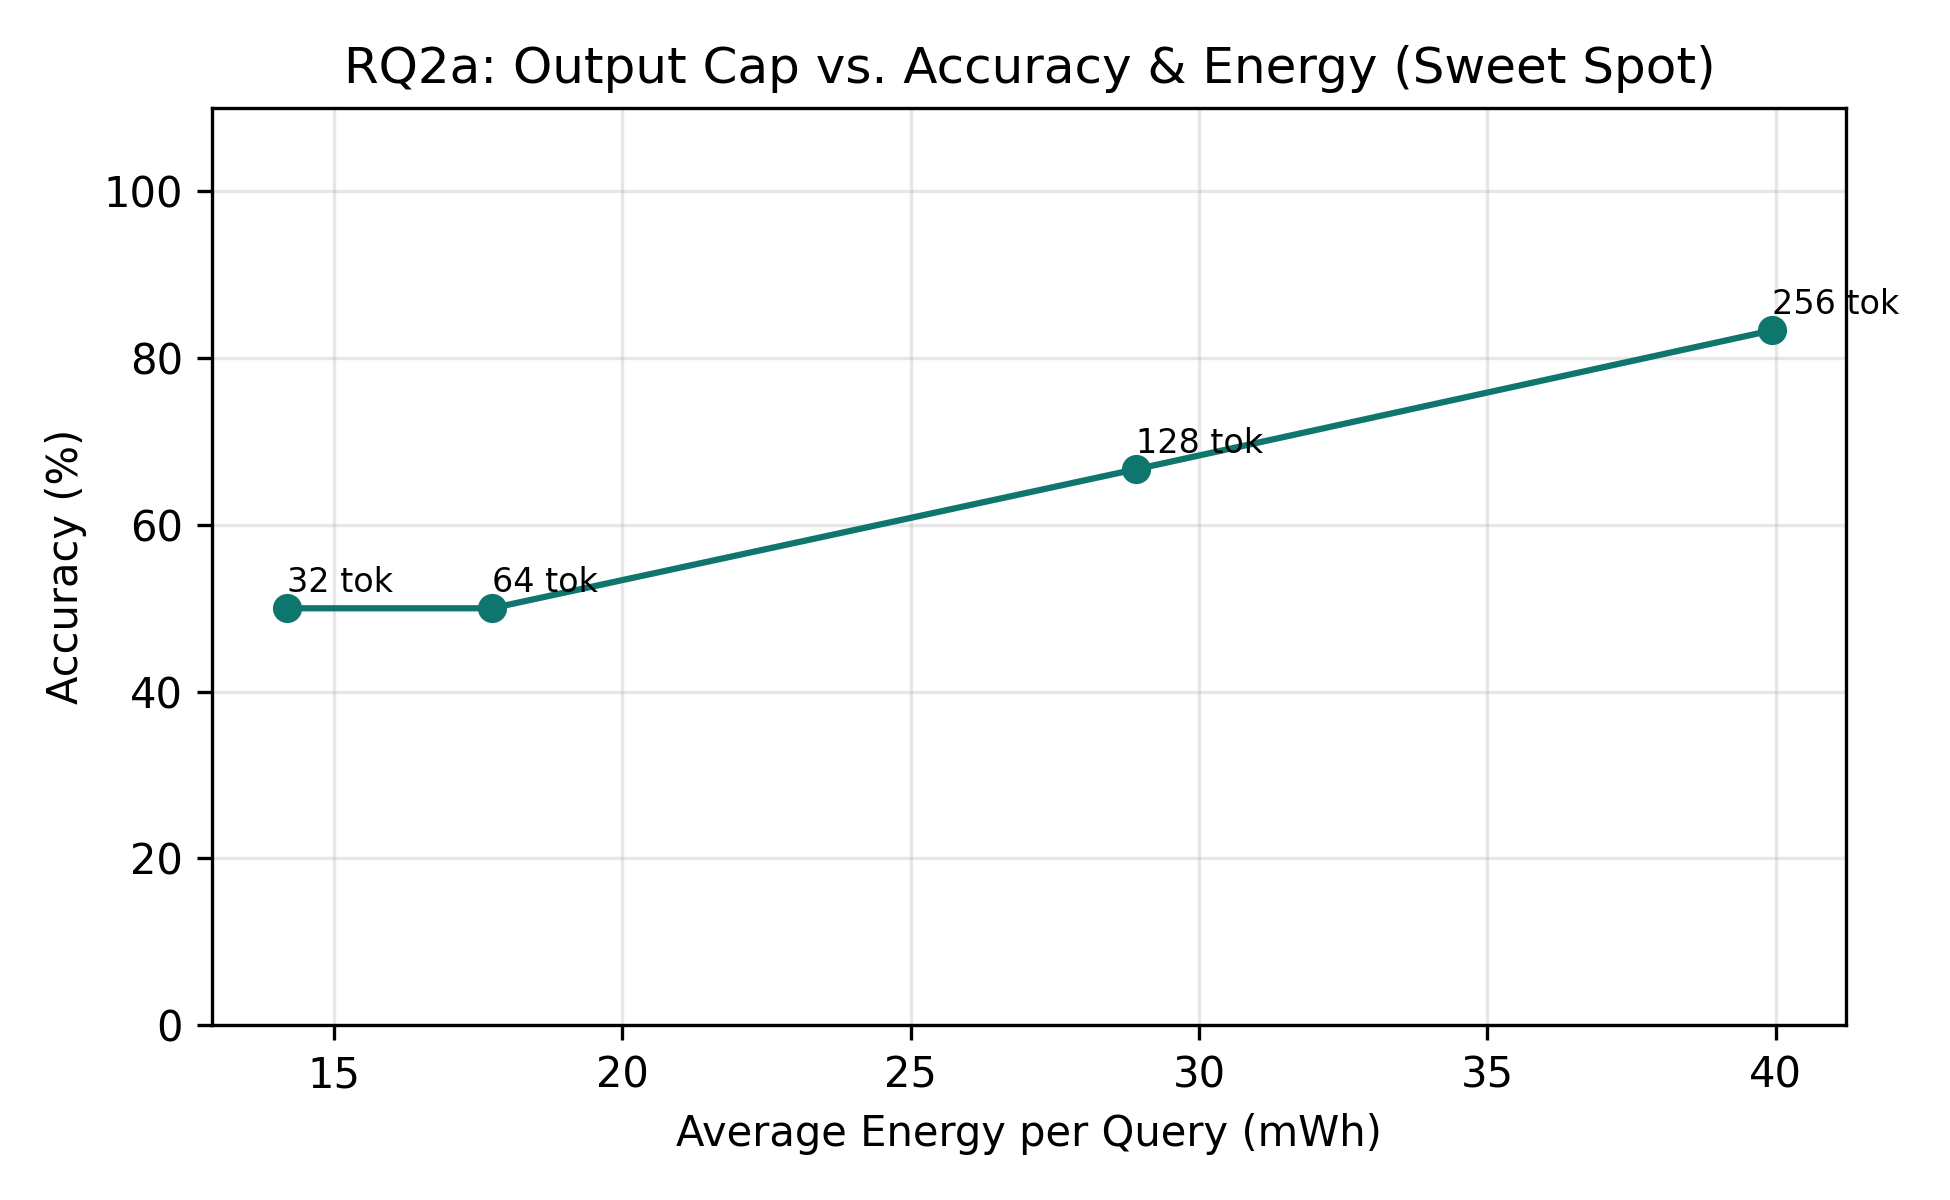 RQ2a: Output Cap vs. Accuracy & Energy (Sweet Spot)
100
80
60
40
20
0
Accuracy (%)
32 tok
64 tok
128 tok
256 tok
15 20 25 30 35 40
Average Energy per Query (mWh)